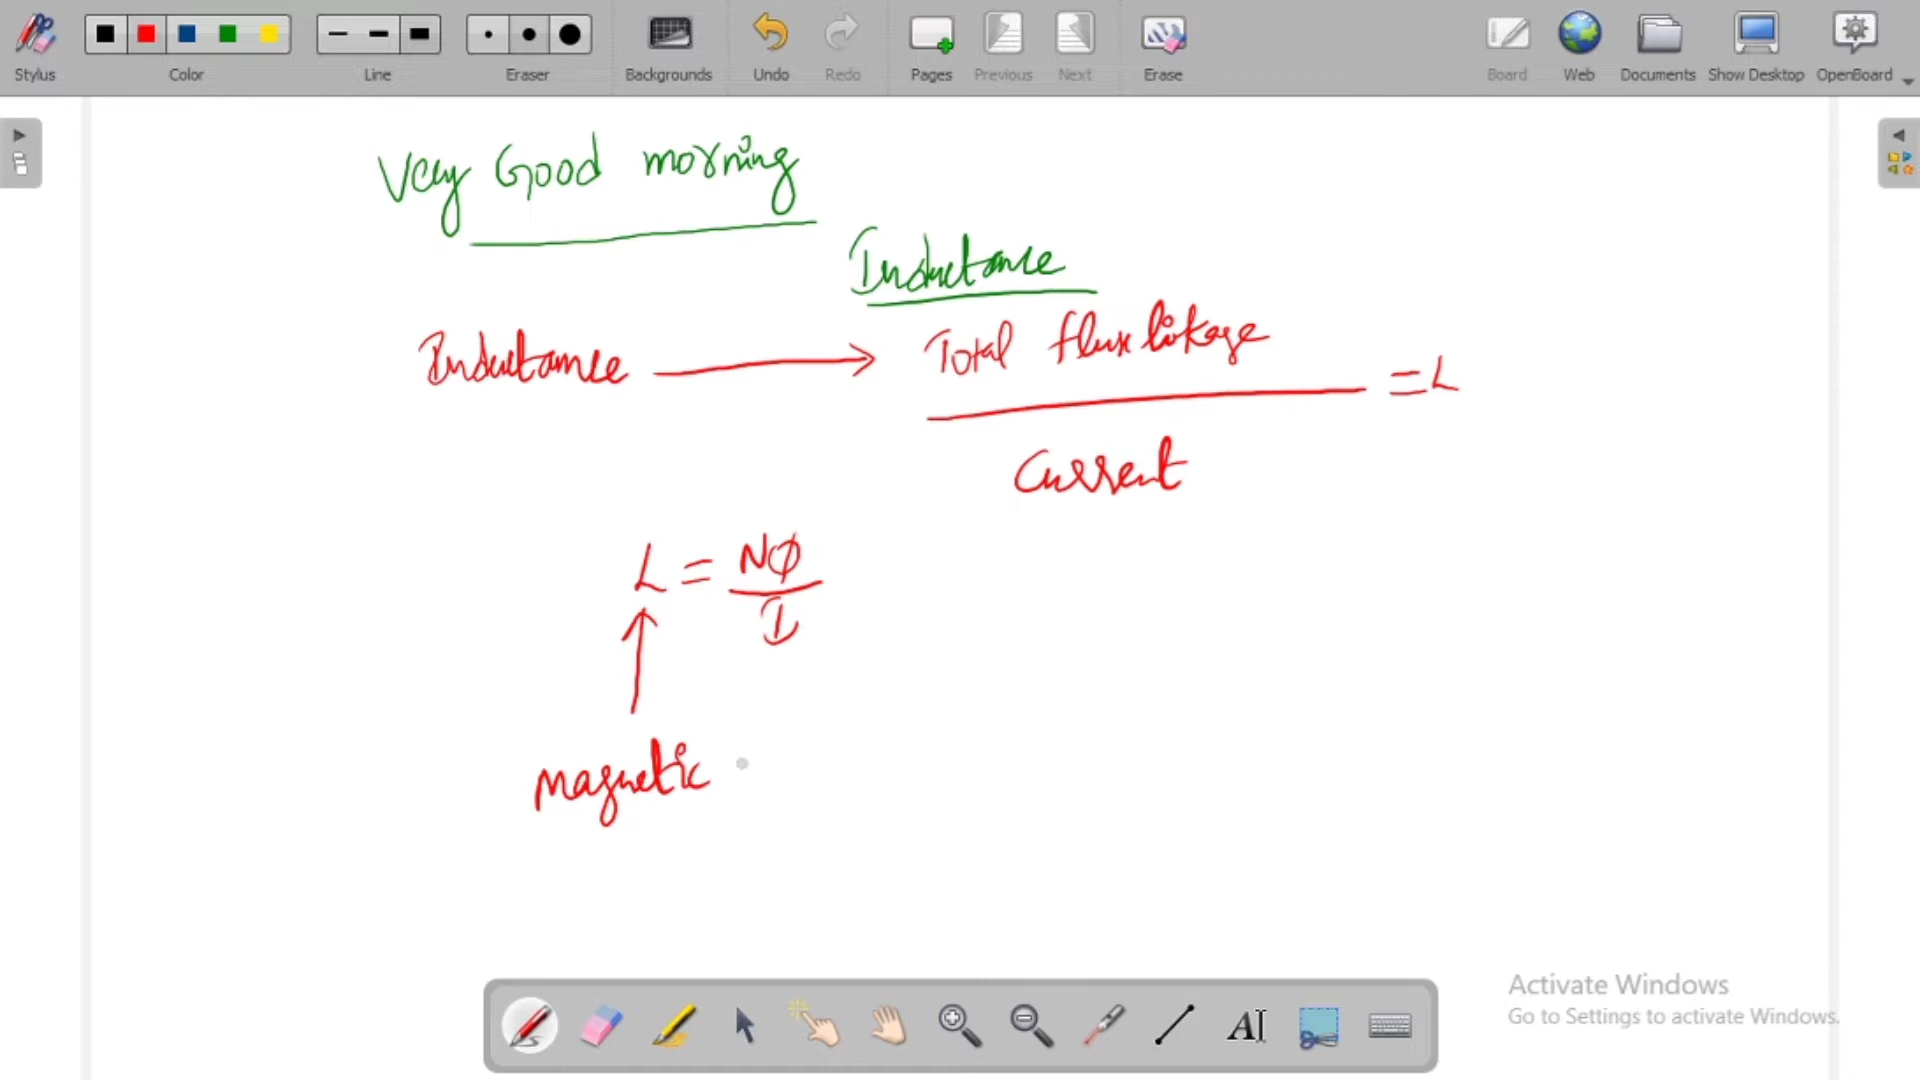 Stylus Color Line Eraser Backgrounds Undo Redo Pages Previous Next Erase Board Web Documents Show Desktop OpenBoard
Very Good morning
Inductance
Inductance → Total flux linkage / Current = L
L = NΦ / I
magnetic
AI
Activate Windows
Go to Settings to activate Windows.